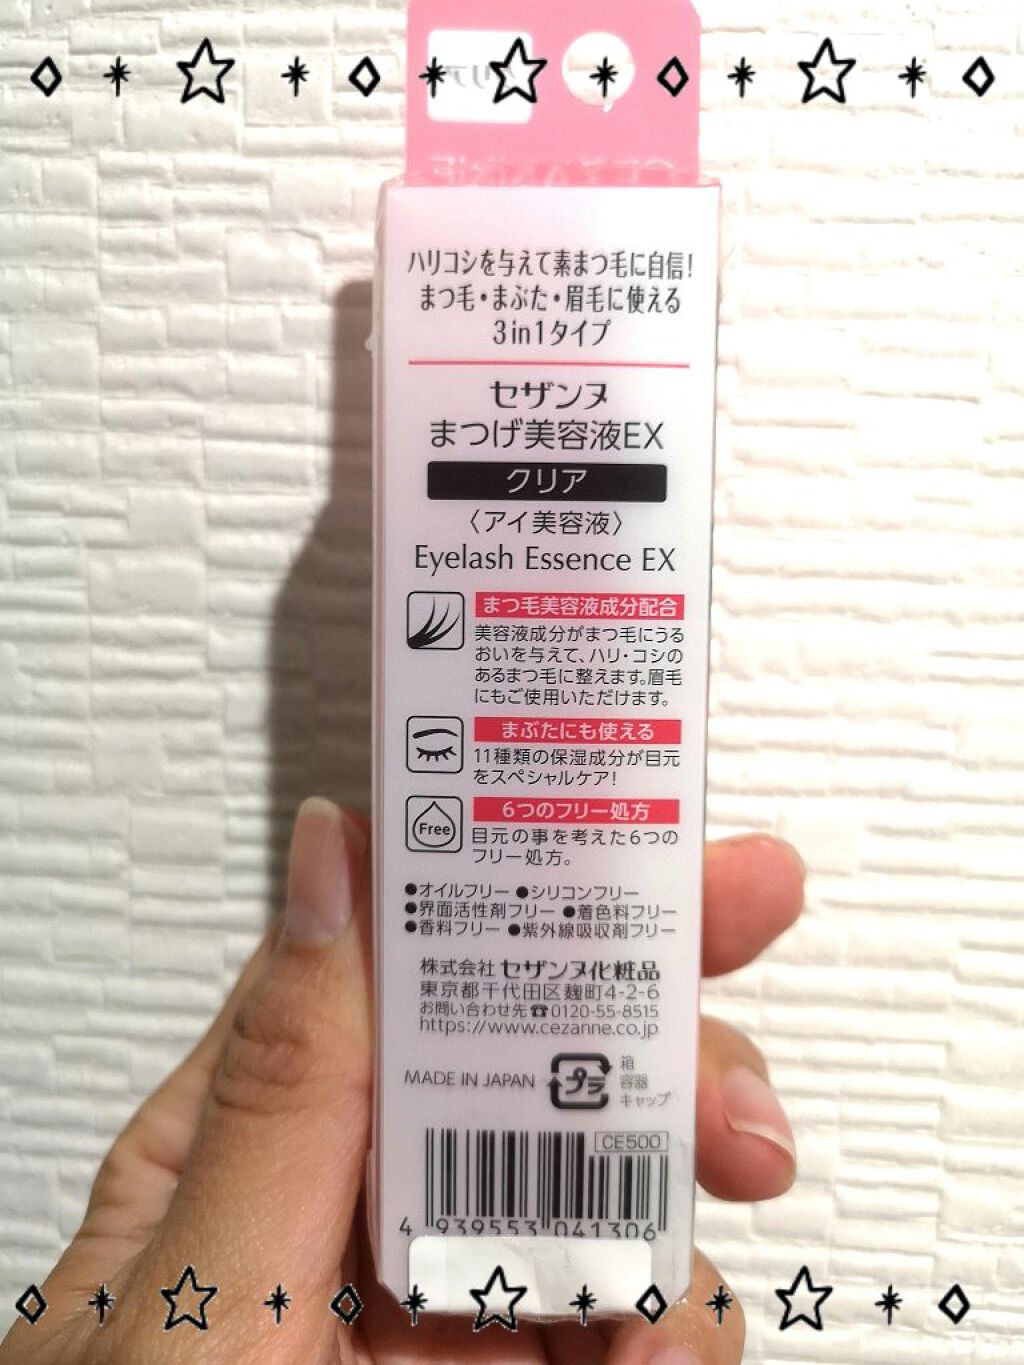 ハリコシを与えて素まつ毛に自信!
まつ毛・まぶた・眉毛に使える
3in1タイプ
セザンヌ
まつげ美容液EX
クリア
〈アイ美容液〉
Eyelash Essence EX
まつ毛美容液成分配合
美容液成分がまつ毛にうる
おいを与えて、ハリ・コシの
あるまつ毛に整えます。眉毛
にもご使用いただけます。
まぶたにも使える
11種類の保湿成分が目元
をスペシャルケア!
6つのフリー処方
Free
目元の事を考えた6つの
フリー処方。
●オイルフリー ●シリコンフリー
●界面活性剤フリー ●着色料フリー
●香料フリー ●紫外線吸収剤フリー
株式会社 セザンヌ化粧品
東京都千代田区麹町4-2-6
お問い合わせ先☎0120-55-8515
https://www.cezanne.co.jp
MADE IN JAPAN
プラ
箱
容器
キャップ
CE500
4 939553 041306